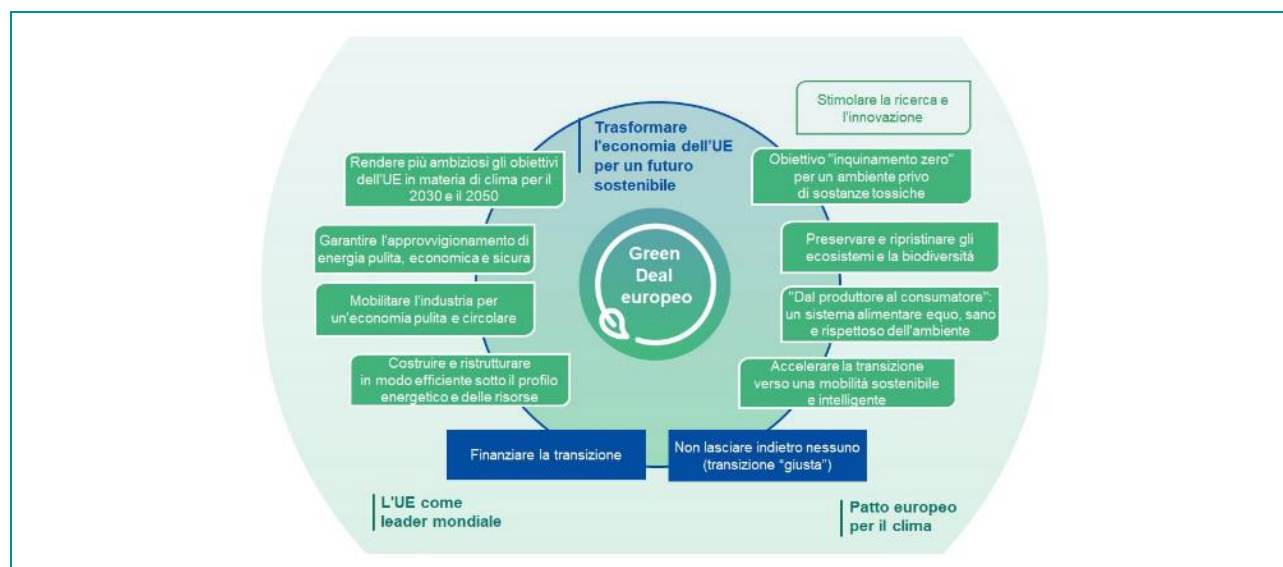 Stimolare la ricerca e
l'innovazione
Trasformare
l'economia dell'UE
per un futuro
sostenibile
Rendere più ambiziosi gli obiettivi
dell'UE in materia di clima per il
2030 e il 2050
Obiettivo "inquinamento zero"
per un ambiente privo
di sostanze tossiche
Garantire l'approvvigionamento di
energia pulita, economica e sicura
Preservare e ripristinare gli
ecosistemi e la biodiversità
Green
Deal
europeo
Mobilitare l'industria per
un'economia pulita e circolare
"Dal produttore al consumatore":
un sistema alimentare equo, sano
e rispettoso dell'ambiente
Costruire e ristrutturare
in modo efficiente sotto il profilo
energetico e delle risorse
Accelerare la transizione
verso una mobilità sostenibile
e intelligente
Finanziare la transizione
Non lasciare indietro nessuno
(transizione “giusta”)
L'UE come
leader mondiale
Patto europeo
per il clima